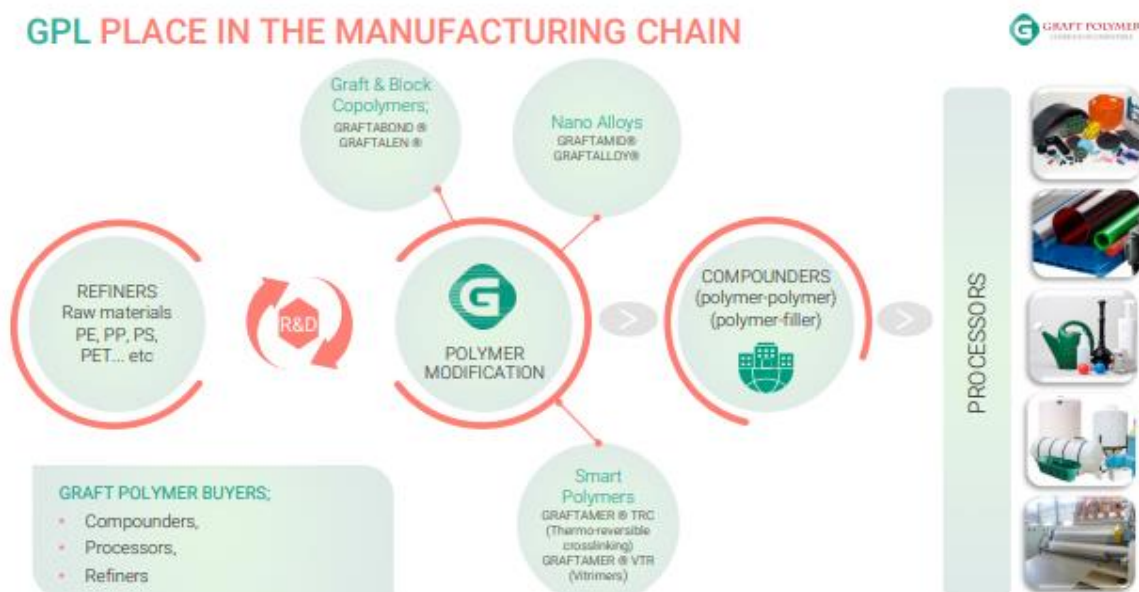 GPL PLACE IN THE MANUFACTURING CHAIN
GRAFT POLYMER
Graft & Block
Copolymers;
GRAFTABOND ®
GRAFTALEN ®
Nano Alloys
GRAFTAMID®
GRAFTALLOY®
REFINERS
Raw materials
PE, PP, PS,
PET... etc
R&D
G
POLYMER
MODIFICATION
COMPOUNDERS
(polymer-polymer)
(polymer-filler)
PROCESSORS
Smart
Polymers
GRAFTAMER ® TRC
(Thermo-reversible
crosslinking)
GRAFTAMER ® VTR
(Vitrimers)
GRAFT POLYMER BUYERS;
• Compounders,
• Processors,
• Refiners